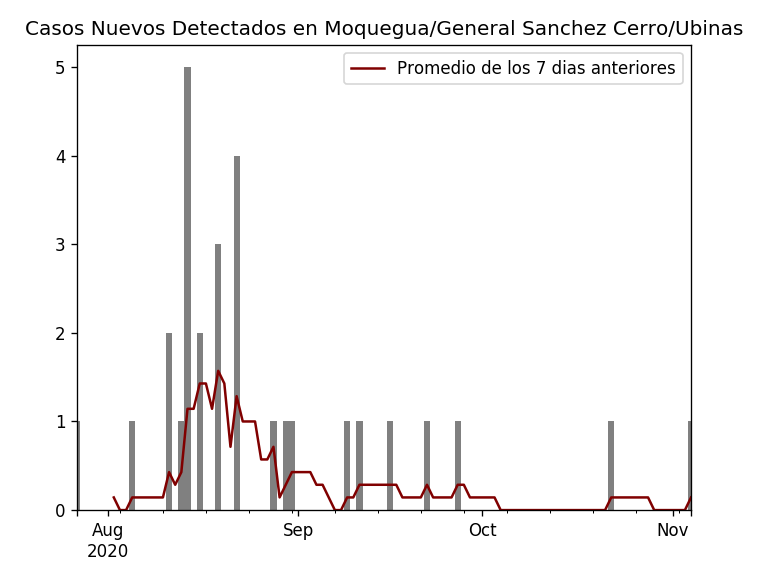 Casos Nuevos Detectados en Moquegua/General Sanchez Cerro/Ubinas
Promedio de los 7 dias anteriores
5
4
3
2
1
0
Aug Sep Oct Nov
2020